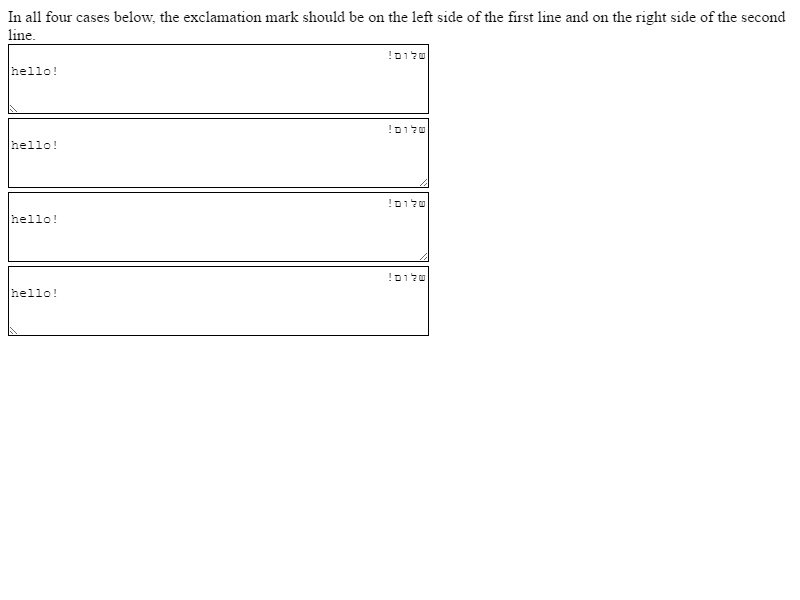 In all four cases below, the exclamation mark should be on the left side of the first line and on the right side of the second
line.
שלום!
hello!
שלום!
hello!
שלום!
hello!
שלום!
hello!